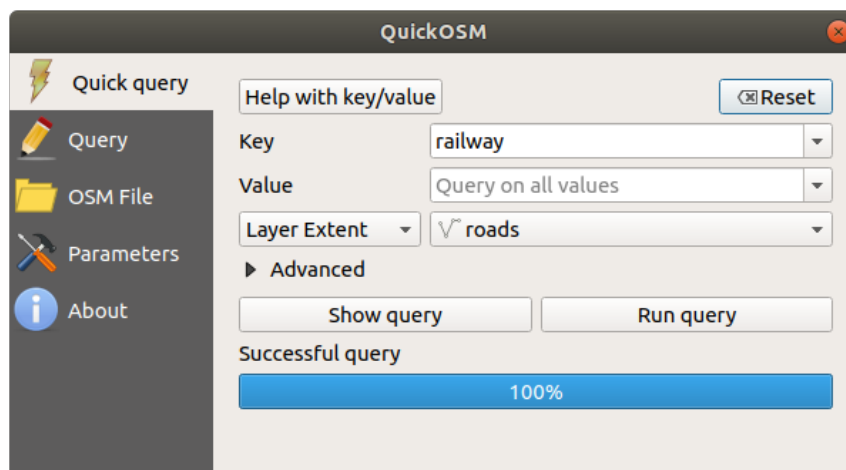 QuickOSM
Quick query
Query
OSM File
Parameters
About
Help with key/value
Reset
Key
railway
Value
Query on all values
Layer Extent
roads
Advanced
Show query
Run query
Successful query
100%